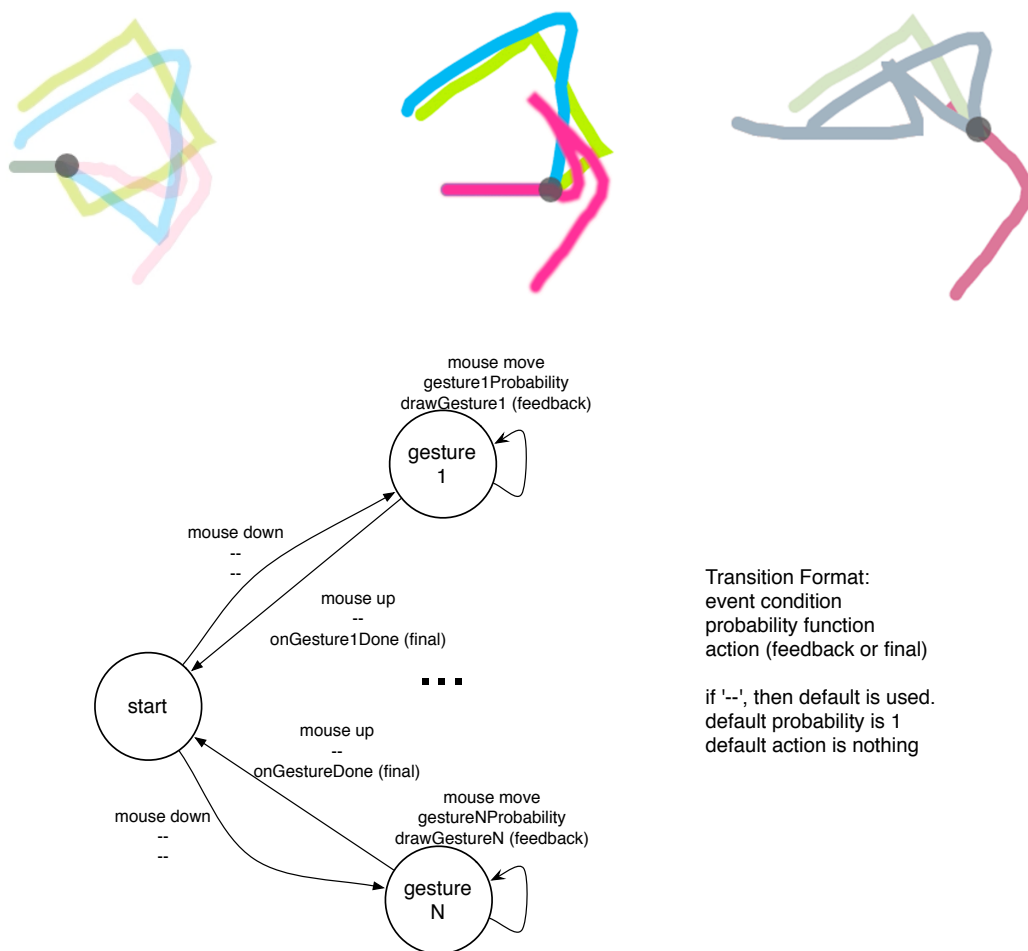 mouse move
gesture1Probability
drawGesture1 (feedback)
gesture
1
mouse down
--
--
mouse up
--
onGesture1Done (final)
Transition Format:
event condition
probability function
action (feedback or final)
start
if '--', then default is used.
default probability is 1
default action is nothing
mouse up
--
onGestureDone (final)
mouse down
--
--
mouse move
gestureNProbability
drawGestureN (feedback)
gesture
N